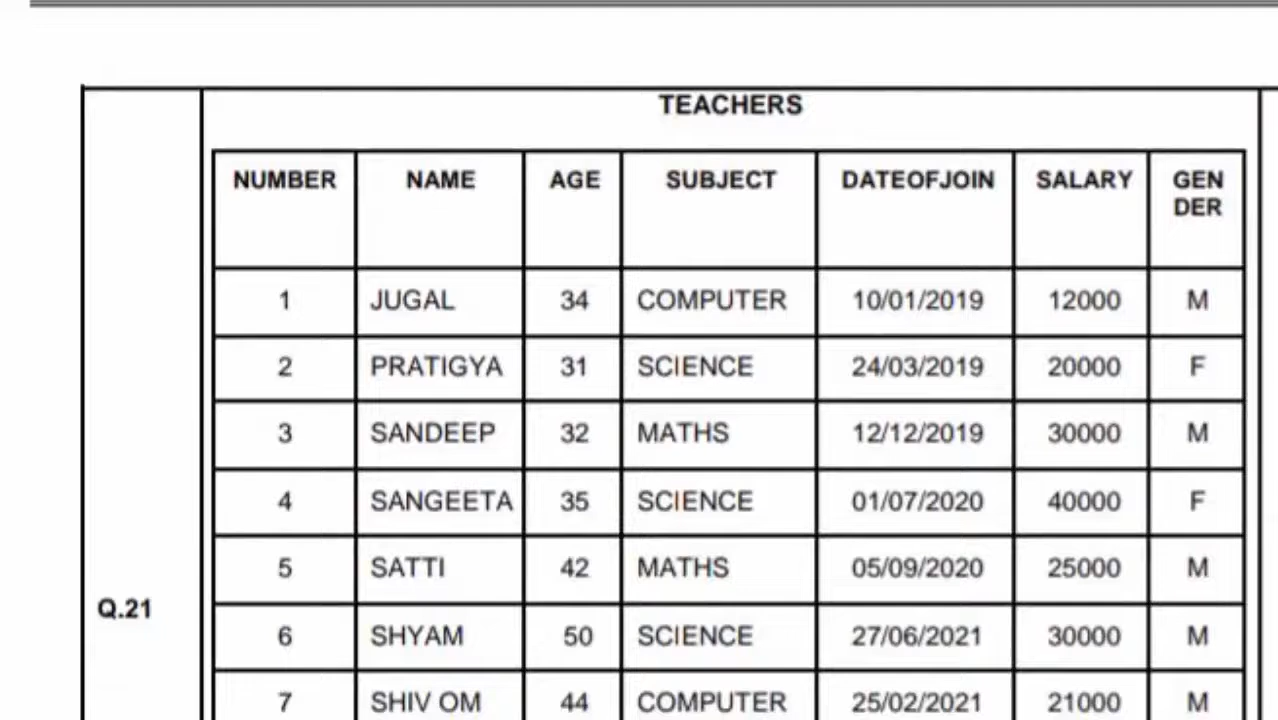 TEACHERS
NUMBER NAME AGE SUBJECT DATEOFJOIN SALARY GEN
DER
1 JUGAL 34 COMPUTER 10/01/2019 12000 M
2 PRATIGYA 31 SCIENCE 24/03/2019 20000 F
3 SANDEEP 32 MATHS 12/12/2019 30000 M
4 SANGEETA 35 SCIENCE 01/07/2020 40000 F
5 SATTI 42 MATHS 05/09/2020 25000 M
Q.21
6 SHYAM 50 SCIENCE 27/06/2021 30000 M
7 SHIV OM 44 COMPUTER 25/02/2021 21000 M